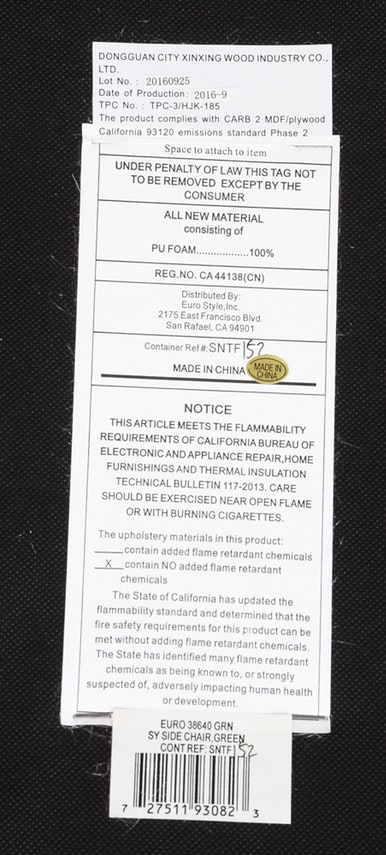 DONGGUAN CITY XINXING WOOD INDUSTRY CO.,
LTD.
Lot No.: 20160925
Date of Production: 2016-9
TPC No.: TPC-3/HJK-185
The product complies with CARB 2 MDF/plywood
California 93120 emissions standard Phase 2
Space to attach to item
UNDER PENALTY OF LAW THIS TAG NOT
TO BE REMOVED EXCEPT BY THE
CONSUMER
ALL NEW MATERIAL
consisting of
PU FOAM..................100%
REG.NO. CA 44138(CN)
Distributed By:
Euro Style,Inc.
2175 East Francisco Blvd.
San Rafael, CA 94901
Container Ref #:SNTF152
MADE IN CHINA
MADE IN
CHINA
NOTICE
THIS ARTICLE MEETS THE FLAMMABILITY
REQUIREMENTS OF CALIFORNIA BUREAU OF
ELECTRONIC AND APPLIANCE REPAIR,HOME
FURNISHINGS AND THERMAL INSULATION
TECHNICAL BULLETIN 117-2013. CARE
SHOULD BE EXERCISED NEAR OPEN FLAME
OR WITH BURNING CIGARETTES.
The upholstery materials in this product:
____contain added flame retardant chemicals
__X__contain NO added flame retardant
chemicals
The State of California has updated the
flammability standard and determined that the
fire safety requirements for this product can be
met without adding flame retardant chemicals.
The State has identified many flame retardant
chemicals as being known to, or strongly
suspected of, adversely impacting human health
or development.
EURO 38640 GRN
SY SIDE CHAIR,GREEN
CONT REF: SNTF152
7 27511 93082 3